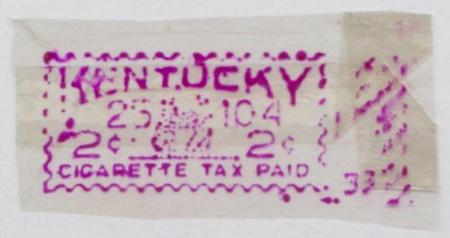 KENTUCKY
25 104
2¢ 2¢
CIGARETTE TAX PAID
33